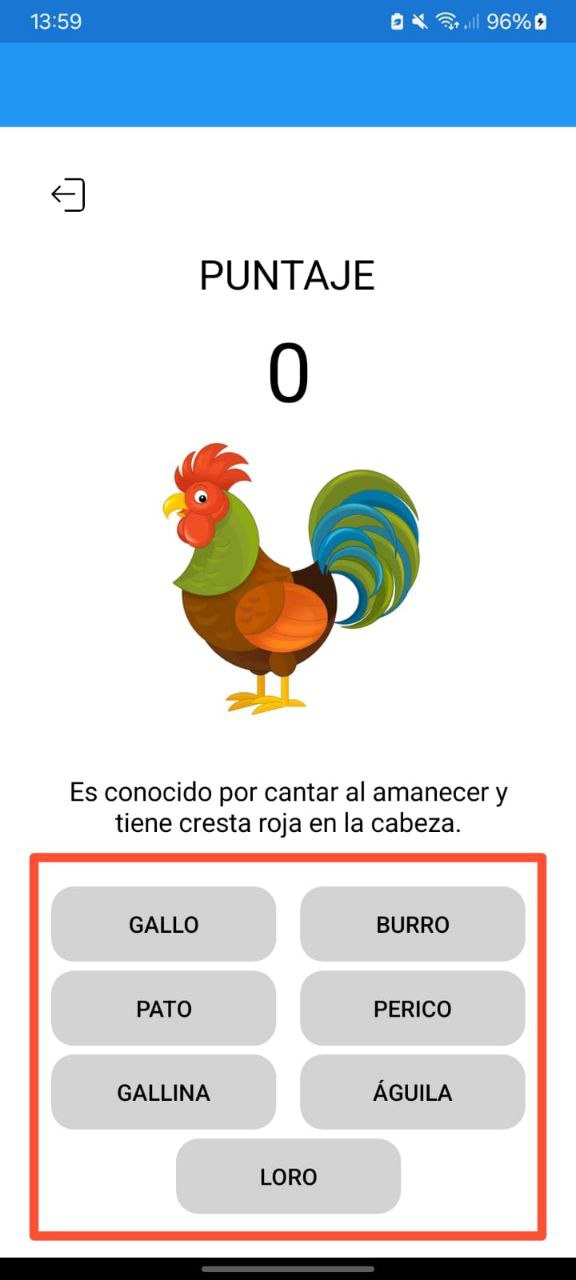 13:59
96%
PUNTAJE
0
Es conocido por cantar al amanecer y
tiene cresta roja en la cabeza.
GALLO
BURRO
PATO
PERICO
GALLINA
ÁGUILA
LORO